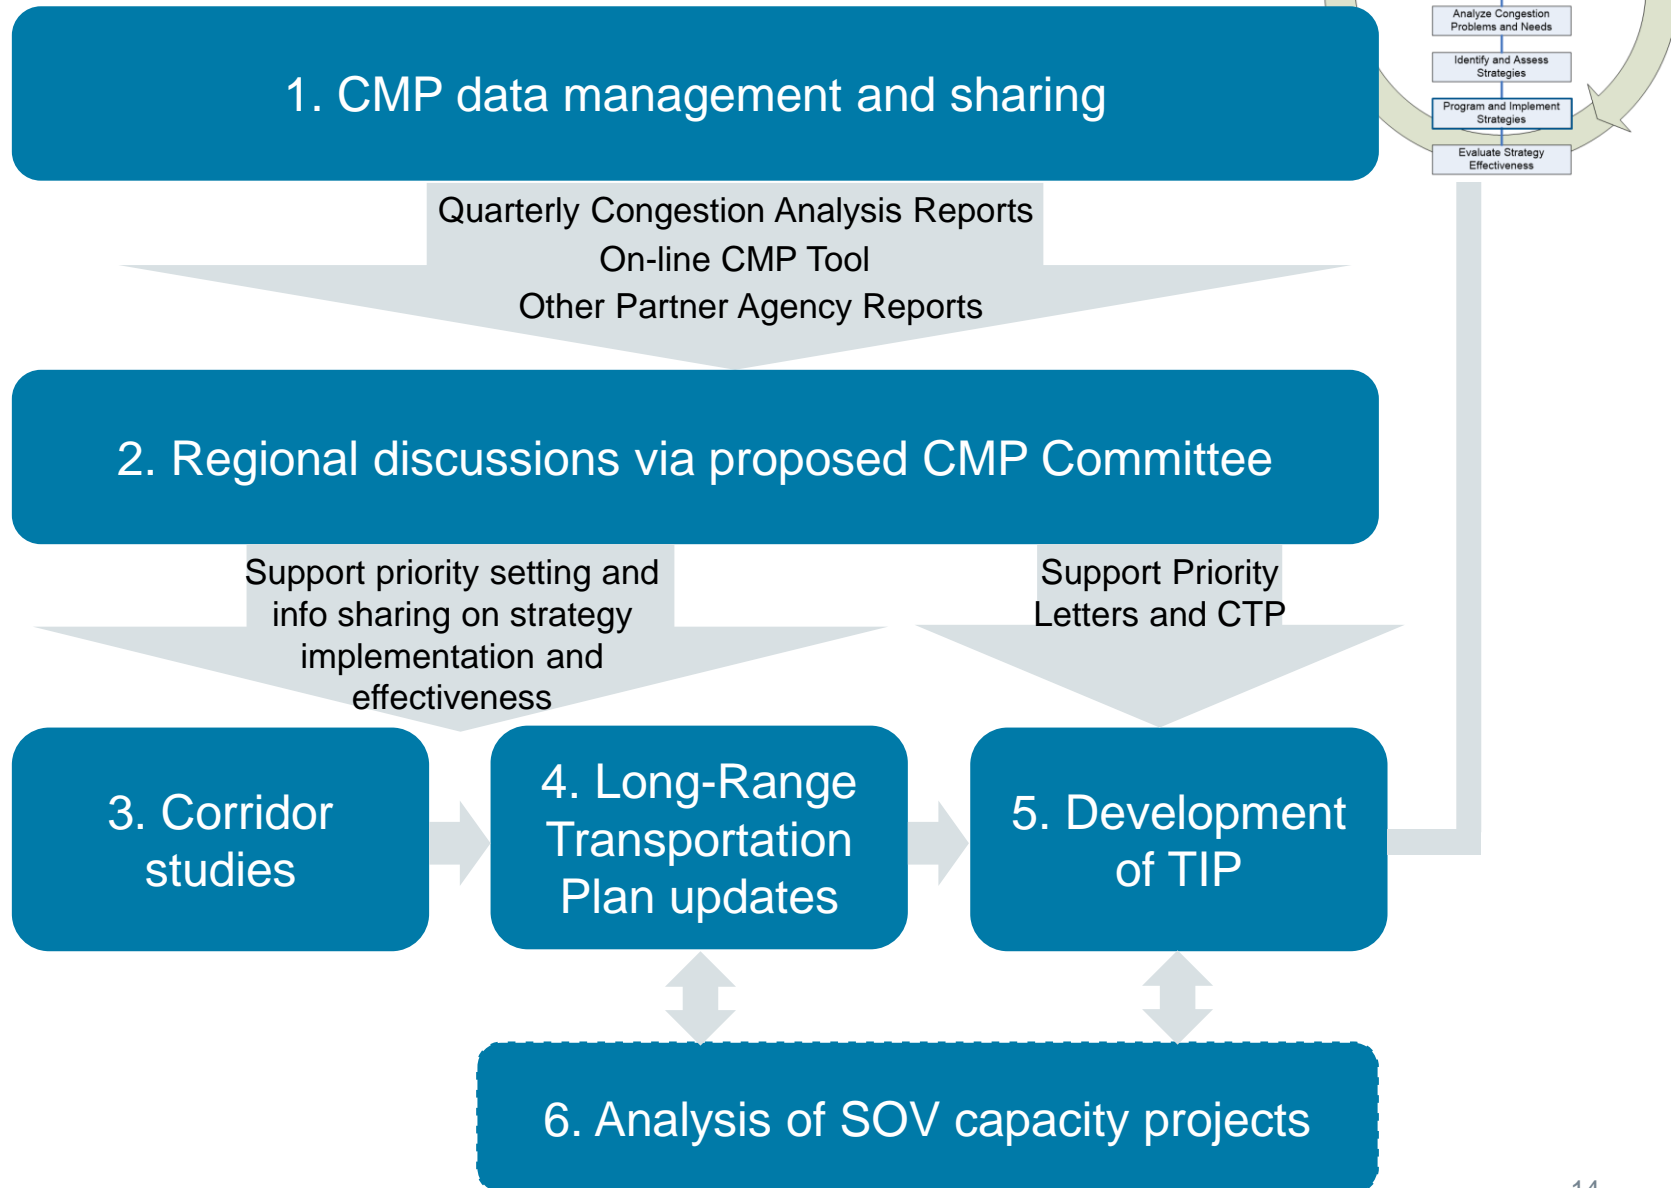 Analyze Congestion
Problems and Needs
Identify and Assess
Strategies
Program and Implement
Strategies
Evaluate Strategy
Effectiveness
1. CMP data management and sharing
Quarterly Congestion Analysis Reports
On-line CMP Tool
Other Partner Agency Reports
2. Regional discussions via proposed CMP Committee
Support priority setting and
info sharing on strategy
implementation and
effectiveness
Support Priority
Letters and CTP
3. Corridor
studies
4. Long-Range
Transportation
Plan updates
5. Development
of TIP
6. Analysis of SOV capacity projects
14